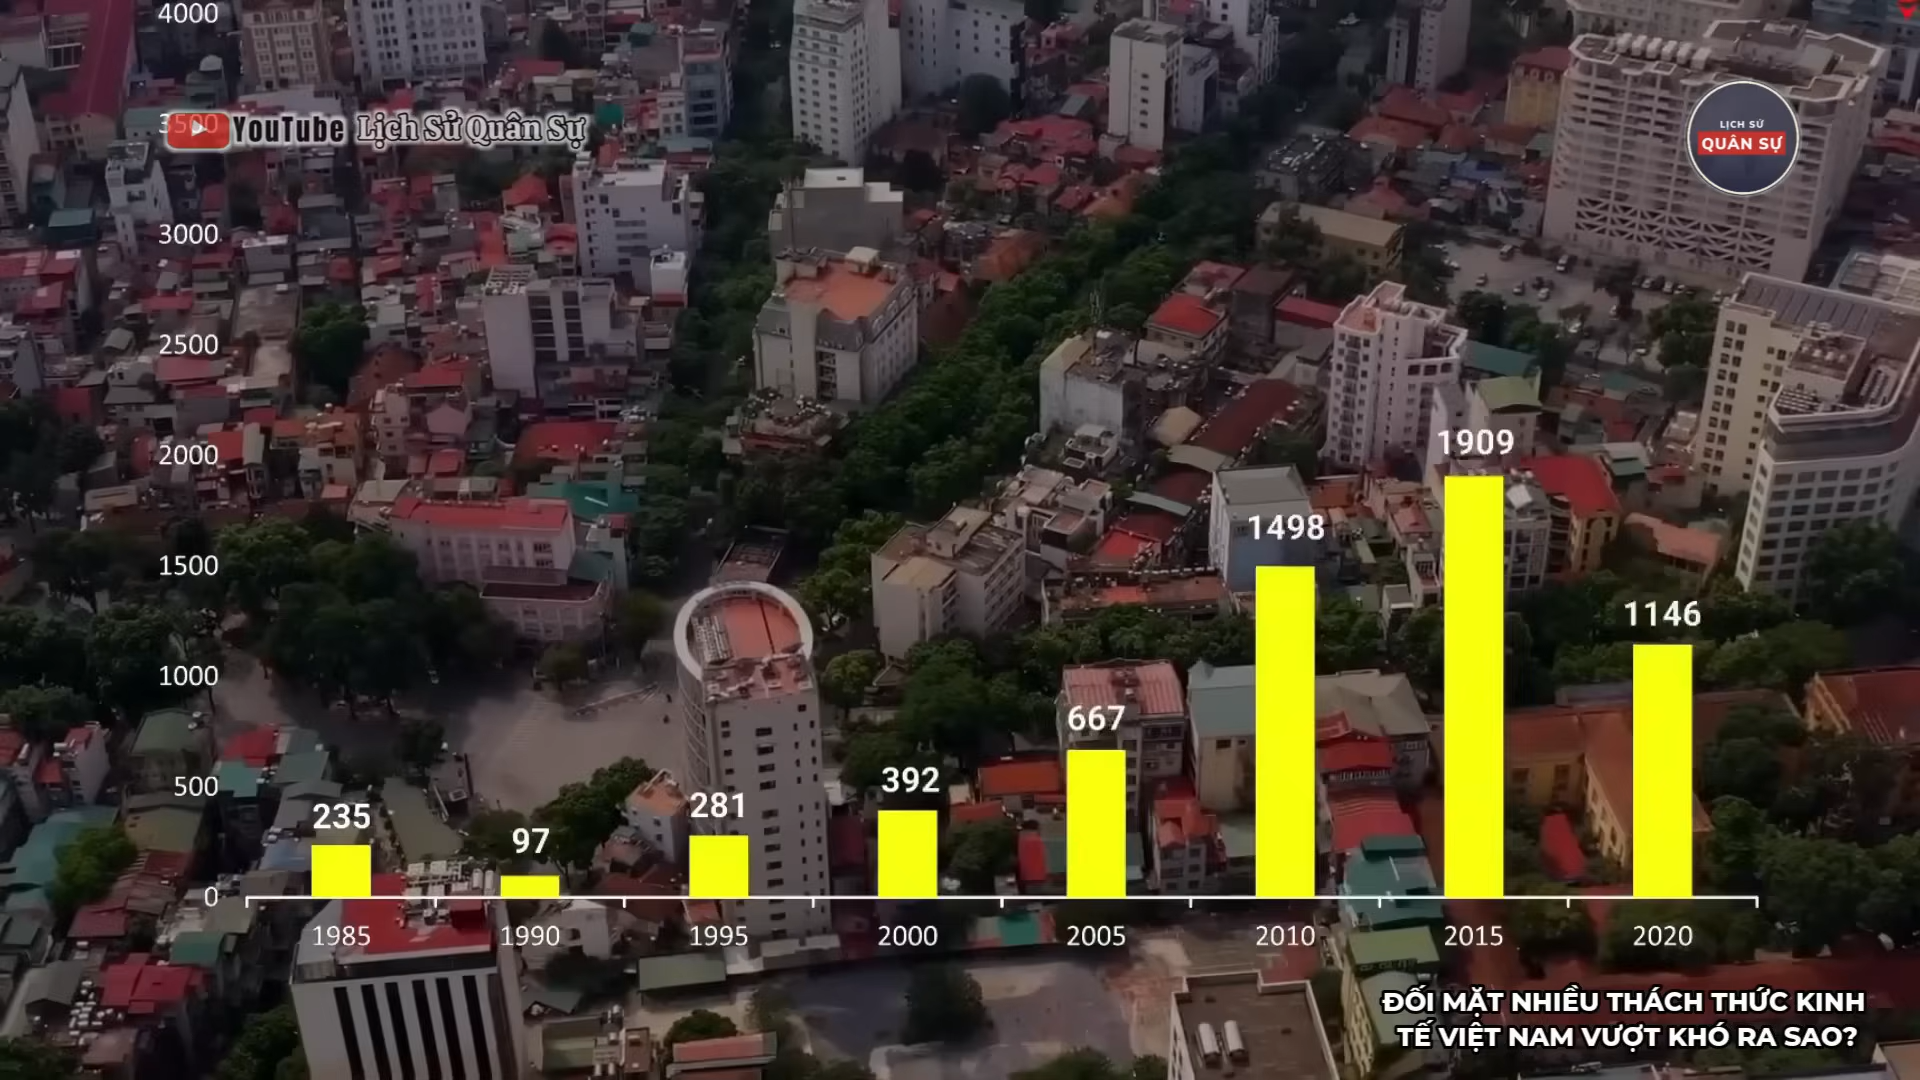 4000
3500
YouTube Lịch Sử Quân Sự
LỊCH SỬ
QUÂN SỰ
3000
2500
2000
1500
1000
500
0
235
97
281
392
667
1498
1909
1146
1985 1990 1995 2000 2005 2010 2015 2020
ĐỐI MẶT NHIỀU THÁCH THỨC KINH
TẾ VIỆT NAM VƯỢT KHÓ RA SAO?